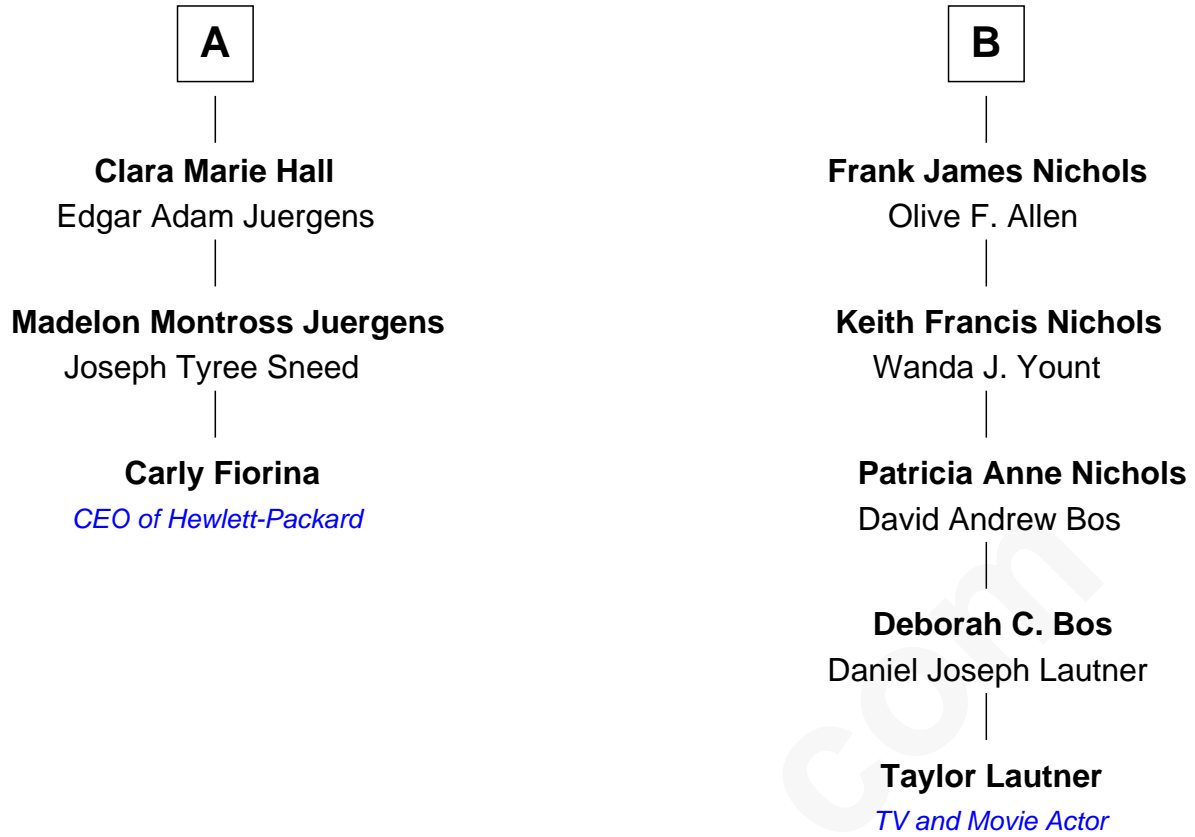 A
Clara Marie Hall
Edgar Adam Juergens
Madelon Montross Juergens
Joseph Tyree Sneed
Carly Fiorina
CEO of Hewlett-Packard
B
Frank James Nichols
Olive F. Allen
Keith Francis Nichols
Wanda J. Yount
Patricia Anne Nichols
David Andrew Bos
Deborah C. Bos
Daniel Joseph Lautner
Taylor Lautner
TV and Movie Actor
com